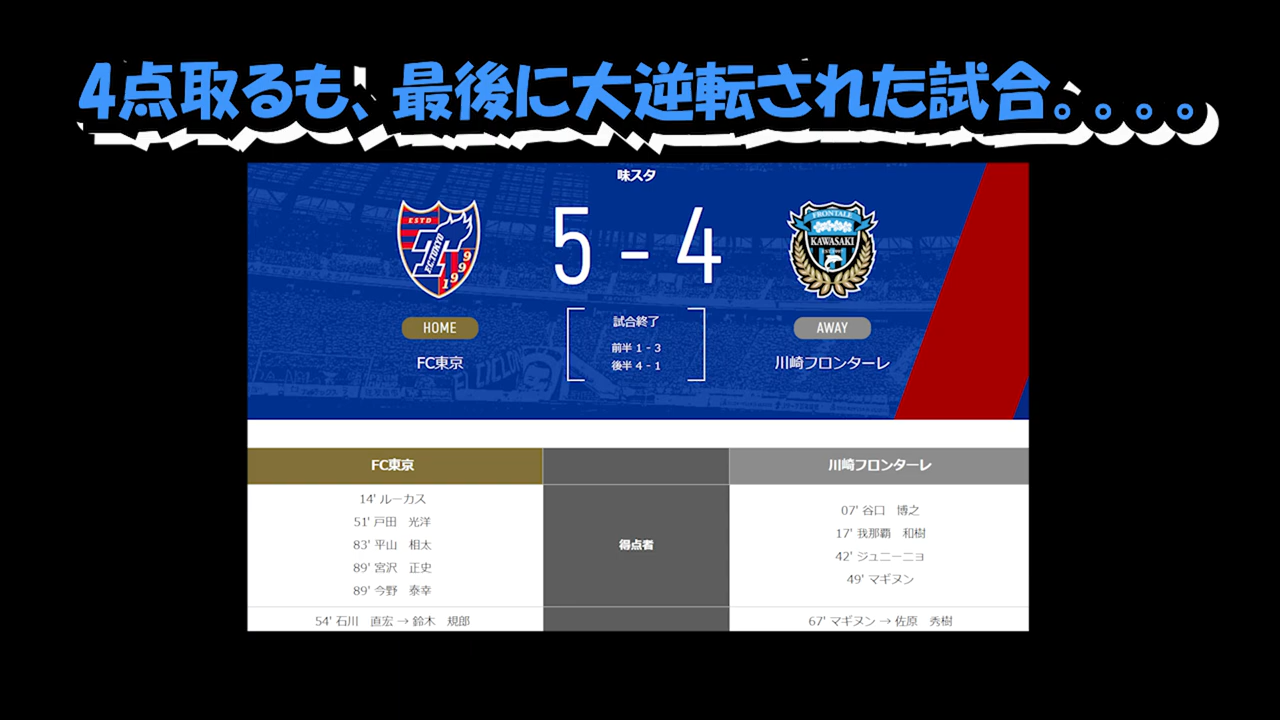 4点取るも、最後に大逆転された試合。。。。
味スタ
5 - 4
ESTD
FC TOKYO
1999
FRONTALE
KAWASAKI
HOME
試合終了
AWAY
前半 1 - 3
後半 4 - 1
FC東京
川崎フロンターレ
FC東京
川崎フロンターレ
14' ルーカス
51' 戸田 光洋
83' 平山 相太
89' 宮沢 正史
89' 今野 泰幸
得点者
07' 谷口 博之
17' 我那覇 和樹
42' ジュニーニョ
49' マギヌン
54' 石川 直宏 → 鈴木 規郎
67' マギヌン → 佐原 秀樹